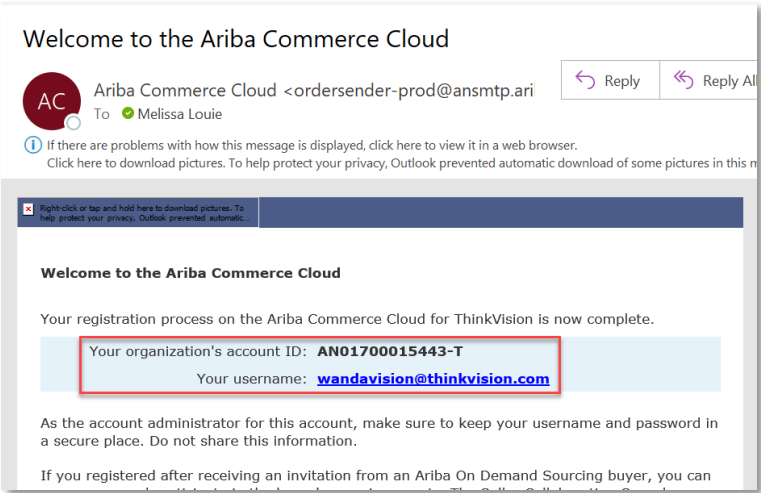 Welcome to the Ariba Commerce Cloud
AC
Ariba Commerce Cloud <ordersender-prod@ansmtp.ari
Reply
Reply All
To Melissa Louie
If there are problems with how this message is displayed, click here to view it in a web browser.
Click here to download pictures. To help protect your privacy, Outlook prevented automatic download of some pictures in this m
Right-click or tap and hold here to download pictures. To
help protect your privacy, Outlook prevented automatic...
Welcome to the Ariba Commerce Cloud
Your registration process on the Ariba Commerce Cloud for ThinkVision is now complete.
Your organization's account ID: AN01700015443-T
Your username: wandavision@thinkvision.com
As the account administrator for this account, make sure to keep your username and password in
a secure place. Do not share this information.
If you registered after receiving an invitation from an Ariba On Demand Sourcing buyer, you can